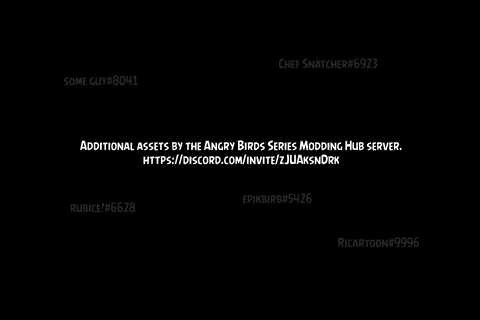 Chef Snatcher#6923
some guy#8041
Additional assets by the Angry Birds Series Modding Hub server.
https://discord.com/invite/zJUAksnDrk
epikbirb#5426
rubice!#6628
Ricartoon#9996